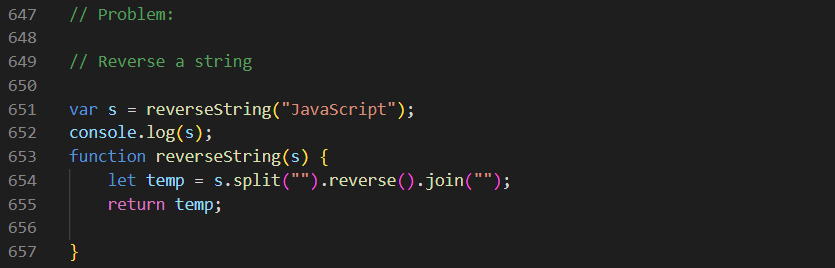 647 // Problem:
648
649 // Reverse a string
650
651 var s = reverseString("JavaScript");
652 console.log(s);
653 function reverseString(s) {
654     let temp = s.split("").reverse().join("");
655     return temp;
656
657 }